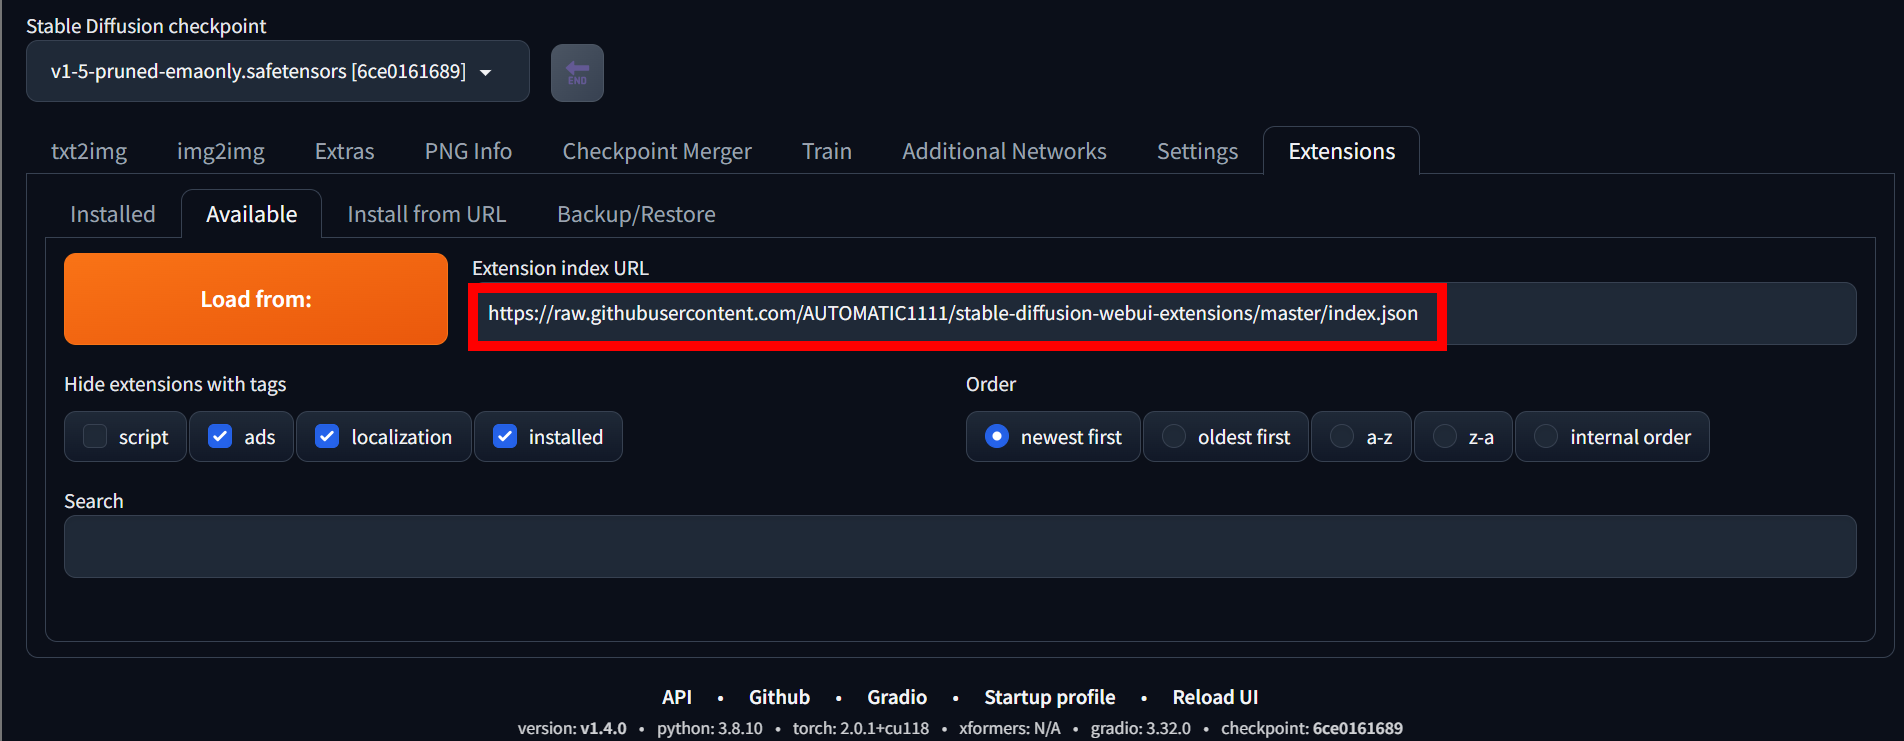 Stable Diffusion checkpoint
v1-5-pruned-emaonly.safetensors [6ce0161689]
END
txt2img img2img Extras PNG Info Checkpoint Merger Train Additional Networks Settings Extensions
Installed Available Install from URL Backup/Restore
Load from:
Extension index URL
https://raw.githubusercontent.com/AUTOMATIC1111/stable-diffusion-webui-extensions/master/index.json
Hide extensions with tags
script ads localization installed
Order
newest first oldest first a-z z-a internal order
Search
API • Github • Gradio • Startup profile • Reload UI
version: v1.4.0 • python: 3.8.10 • torch: 2.0.1+cu118 • xformers: N/A • gradio: 3.32.0 • checkpoint: 6ce0161689